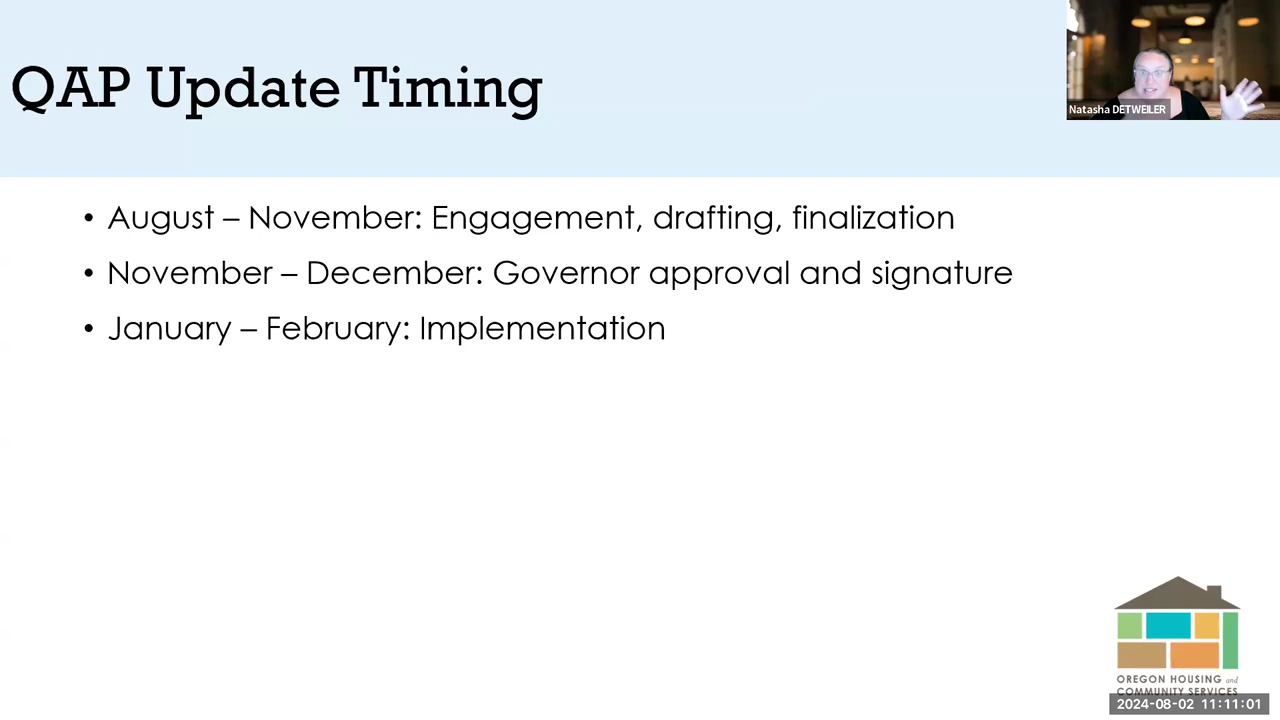 QAP Update Timing
Natasha DETWEILER
• August – November: Engagement, drafting, finalization
• November – December: Governor approval and signature
• January – February: Implementation
OREGON HOUSING and
COMMUNITY SERVICES
2024-08-02 11:11:01